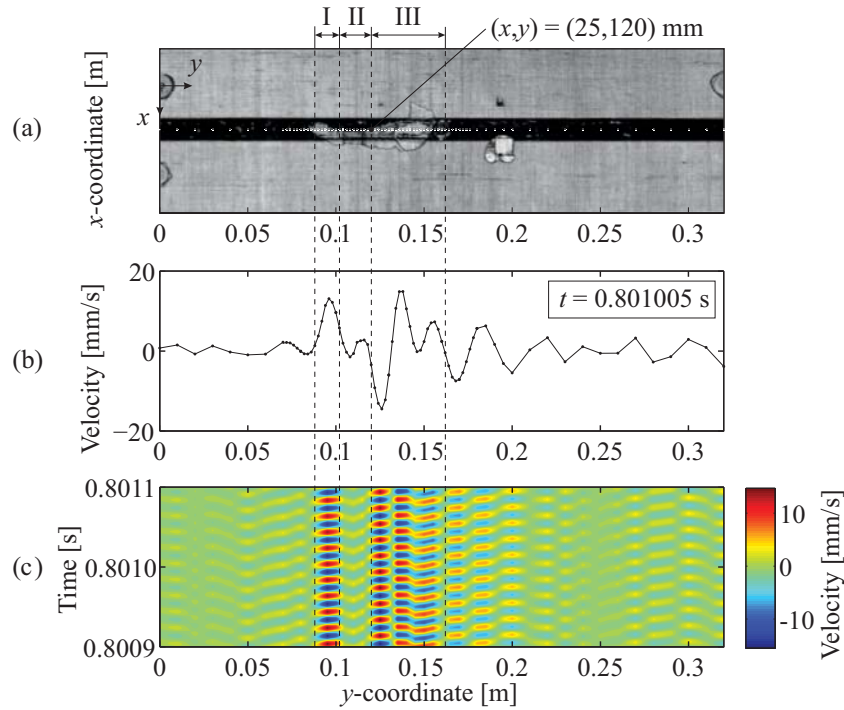 I II III
(x,y) = (25,120) mm
(a)
x-coordinate [m]
y
x
0 0.05 0.1 0.15 0.2 0.25 0.3
(b)
Velocity [mm/s]
20
0
−20
t = 0.801005 s
0 0.05 0.1 0.15 0.2 0.25 0.3
(c)
Time [s]
0.8011
0.8010
0.8009
0 0.05 0.1 0.15 0.2 0.25 0.3
y-coordinate [m]
10
0
-10
Velocity [mm/s]